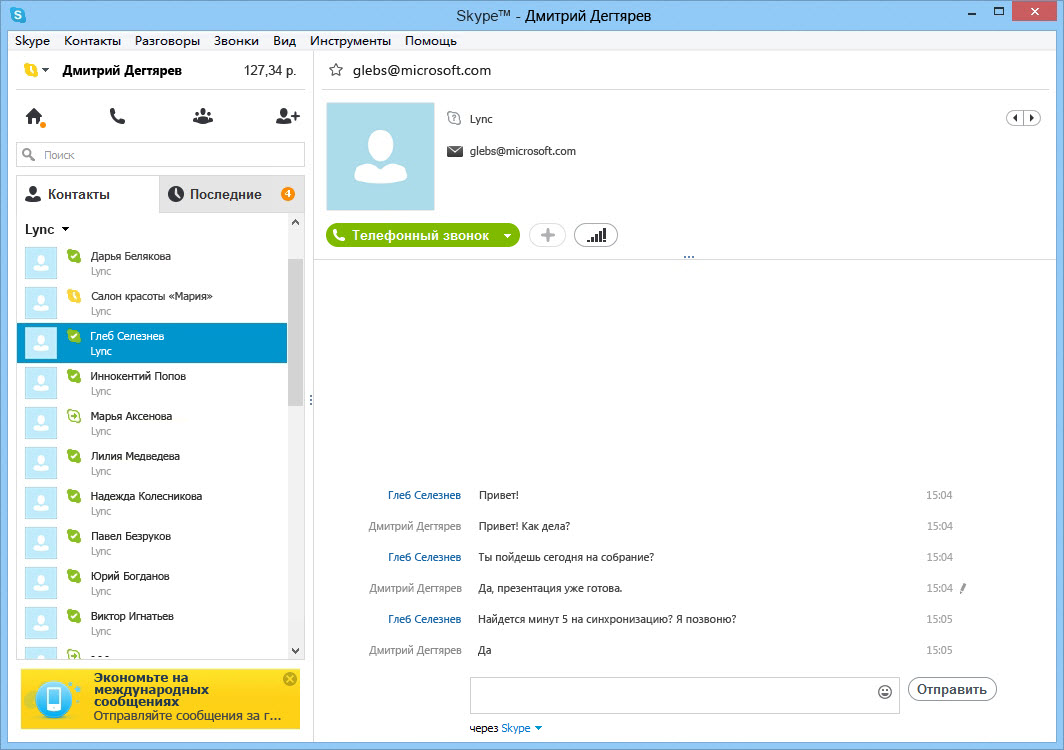 Skype™ - Дмитрий Дегтярев
Skype Контакты Разговоры Звонки Вид Инструменты Помощь
Дмитрий Дегтярев 127,34 р.
Поиск
Контакты Последние 4
Lync
Дарья Белякова
Lync
Салон красоты «Мария»
Lync
Глеб Селезнев
Lync
Иннокентий Попов
Lync
Марья Аксенова
Lync
Лилия Медведева
Lync
Надежда Колесникова
Lync
Павел Безруков
Lync
Юрий Богданов
Lync
Виктор Игнатьев
Lync
Экономьте на
международных
сообщениях
Отправляйте сообщения за г...
glebs@microsoft.com
Lync
glebs@microsoft.com
Телефонный звонок
Глеб Селезнев Привет! 15:04
Дмитрий Дегтярев Привет! Как дела? 15:04
Глеб Селезнев Ты пойдешь сегодня на собрание? 15:04
Дмитрий Дегтярев Да, презентация уже готова. 15:04
Глеб Селезнев Найдется минут 5 на синхронизацию? Я позвоню? 15:05
Дмитрий Дегтярев Да 15:05
Отправить
через Skype